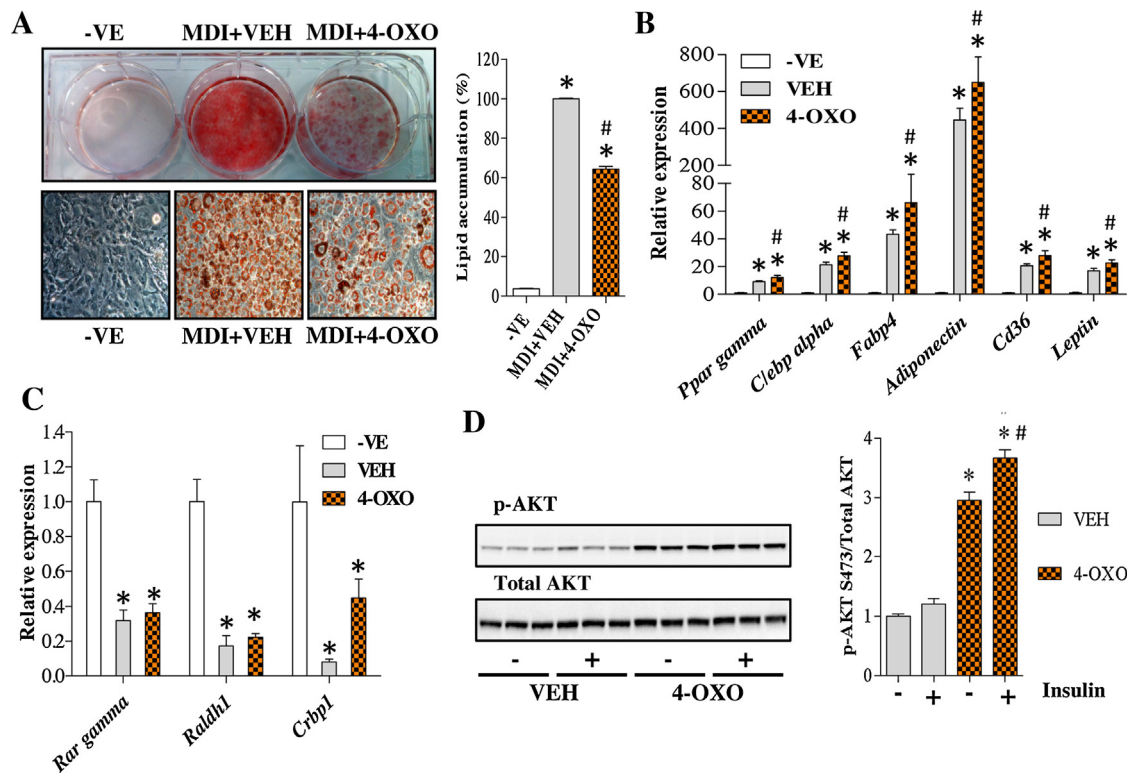 A
-VE MDI+VEH MDI+4-OXO
-VE MDI+VEH MDI+4-OXO
Lipid accumulation (%)
120
100
80
60
40
20
0
* * #
-VE
MDI+VEH
MDI+4-OXO
B
Relative expression
800
600
400
200
80
60
40
20
0
-VE
VEH
4-OXO
* * #
* * #
* * #
* * #
* * #
* * #
Ppar gamma
C/ebp alpha
Fabp4
Adiponectin
Cd36
Leptin
C
Relative expression
1.4
1.2
1.0
0.8
0.6
0.4
0.2
0.0
-VE
VEH
4-OXO
* *
* *
* *
Rar gamma
Raldh1
Crbp1
D
p-AKT
Total AKT
- + - +
VEH 4-OXO
p-AKT S473/Total AKT
4
3
2
1
0
* * #
VEH
4-OXO
- + - + Insulin